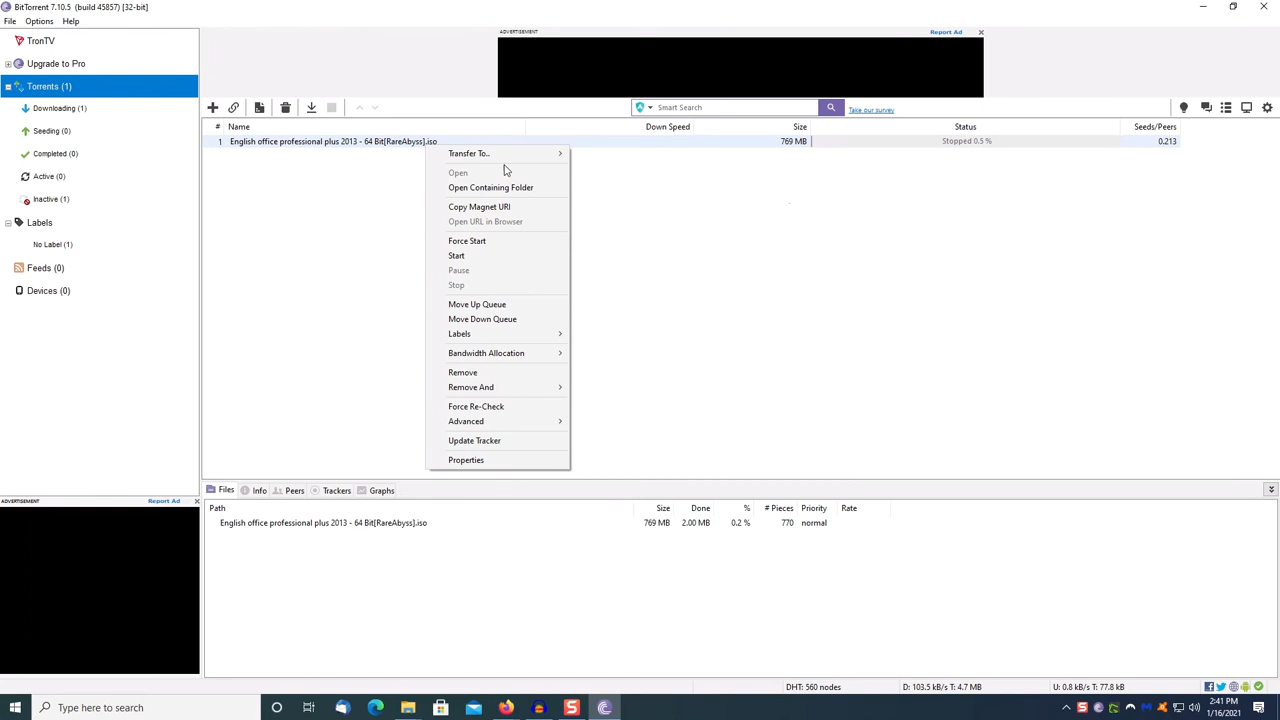 BitTorrent 7.10.5 (build 45857) [32-bit]
File Options Help
TronTV
Upgrade to Pro
Torrents (1)
Downloading (1)
Seeding (0)
Completed (0)
Active (0)
Inactive (1)
Labels
No Label (1)
Feeds (0)
Devices (0)
ADVERTISEMENT Report Ad
Smart Search
Take our survey
# Name Down Speed Size Status Seeds/Peers
1 English office professional plus 2013 - 64 Bit[RareAbyss].iso 769 MB Stopped 0.5 % 0.213
Transfer To...
Open
Open Containing Folder
Copy Magnet URI
Open URL in Browser
Force Start
Start
Pause
Stop
Move Up Queue
Move Down Queue
Labels
Bandwidth Allocation
Remove
Remove And
Force Re-Check
Advanced
Update Tracker
Properties
ADVERTISEMENT Report Ad
Files Info Peers Trackers Graphs
Path Size Done % # Pieces Priority Rate
English office professional plus 2013 - 64 Bit[RareAbyss].iso 769 MB 2.00 MB 0.2 % 770 normal
DHT: 560 nodes D: 103.5 kB/s T: 4.7 MB U: 0.8 kB/s T: 77.8 kB
Type here to search
2:41 PM
1/16/2021